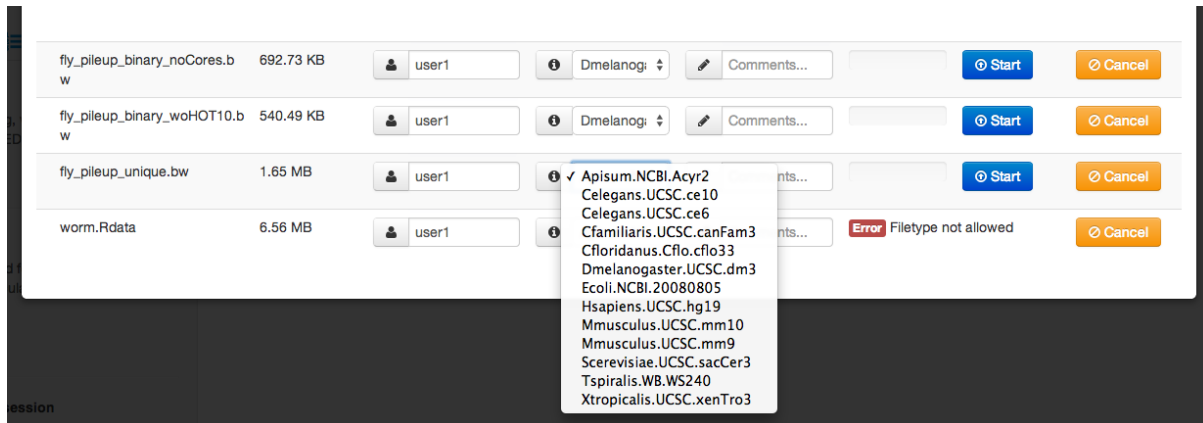 fly_pileup_binary_noCores.b
w
692.73 KB
user1
Dmelanoga
Comments...
Start
Cancel
fly_pileup_binary_woHOT10.b
w
540.49 KB
user1
Dmelanoga
Comments...
Start
Cancel
fly_pileup_unique.bw
1.65 MB
user1
nts...
Start
Cancel
✓ Apisum.NCBI.Acyr2
Celegans.UCSC.ce10
Celegans.UCSC.ce6
Cfamiliaris.UCSC.canFam3
Cfloridanus.Cflo.cflo33
Dmelanogaster.UCSC.dm3
Ecoli.NCBI.20080805
Hsapiens.UCSC.hg19
Mmusculus.UCSC.mm10
Mmusculus.UCSC.mm9
Scerevisiae.UCSC.sacCer3
Tspiralis.WB.WS240
Xtropicalis.UCSC.xenTro3
worm.Rdata
6.56 MB
user1
nts...
Error Filetype not allowed
Cancel
ession